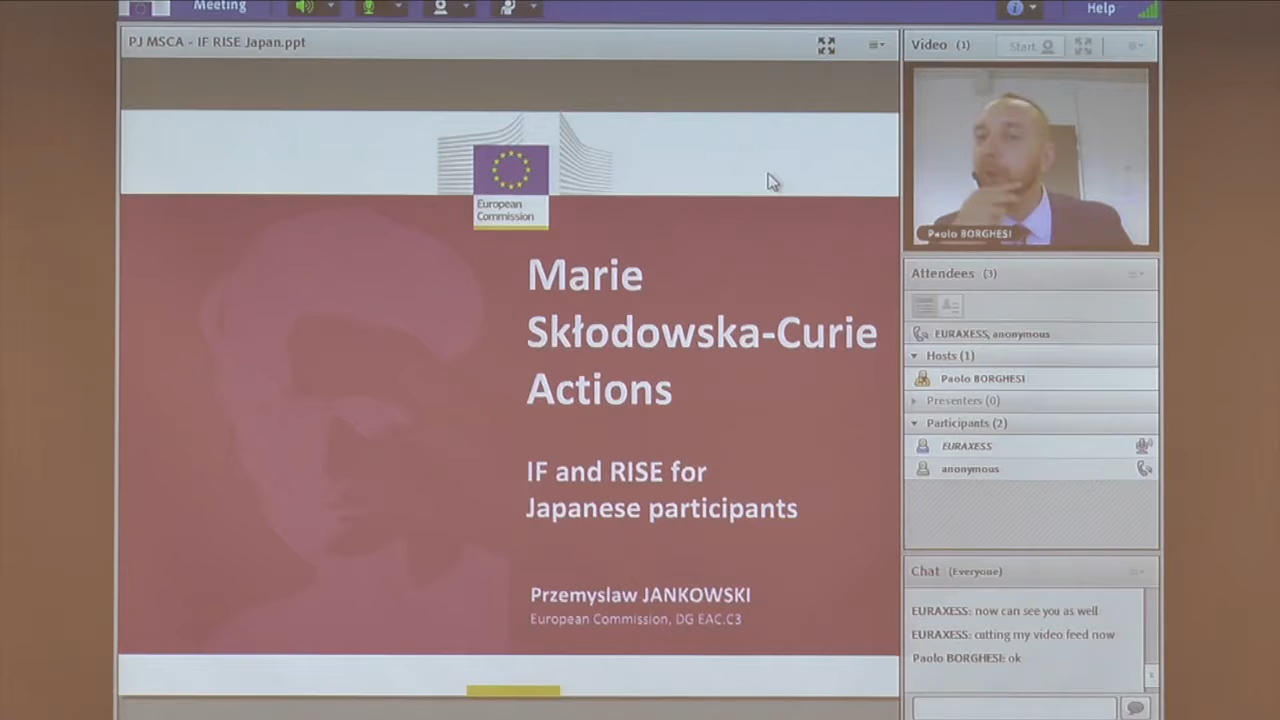 Meeting
Help
PJ MSCA - IF RISE Japan.ppt
European
Commission
Marie
Skłodowska-Curie
Actions
IF and RISE for
Japanese participants
Przemyslaw JANKOWSKI
European Commission, DG EAC.C3
Video (1)
Start
Paolo BORGHESI
Attendees (3)
EURAXESS, anonymous
Hosts (1)
Paolo BORGHESI
Presenters (0)
Participants (2)
EURAXESS
anonymous
Chat (Everyone)
EURAXESS: now can see you as well
EURAXESS: cutting my video feed now
Paolo BORGHESI: ok